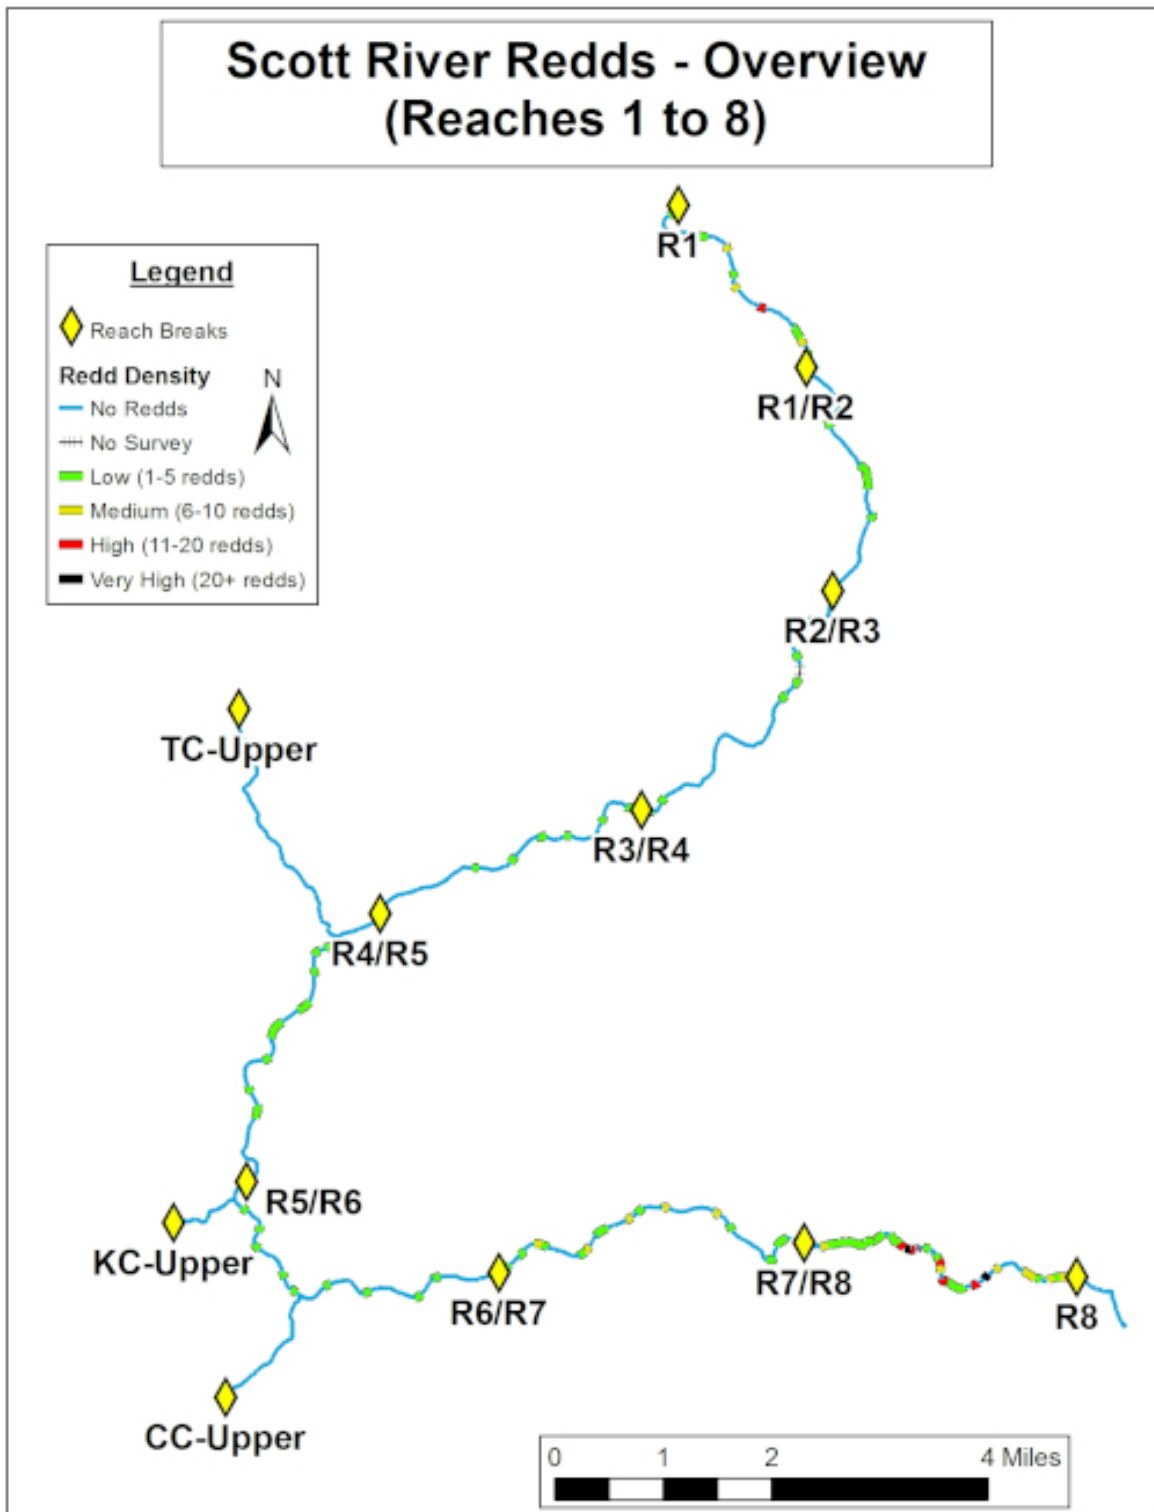 Scott River Redds - Overview
(Reaches 1 to 8)
R1
Legend
Reach Breaks
Redd Density
N
No Redds
No Survey
Low (1-5 redds)
Medium (6-10 redds)
High (11-20 redds)
Very High (20+ redds)
R1/R2
R2/R3
TC-Upper
R3/R4
R4/R5
R5/R6
KC-Upper
R6/R7
R7/R8
R8
CC-Upper
0 1 2 4 Miles